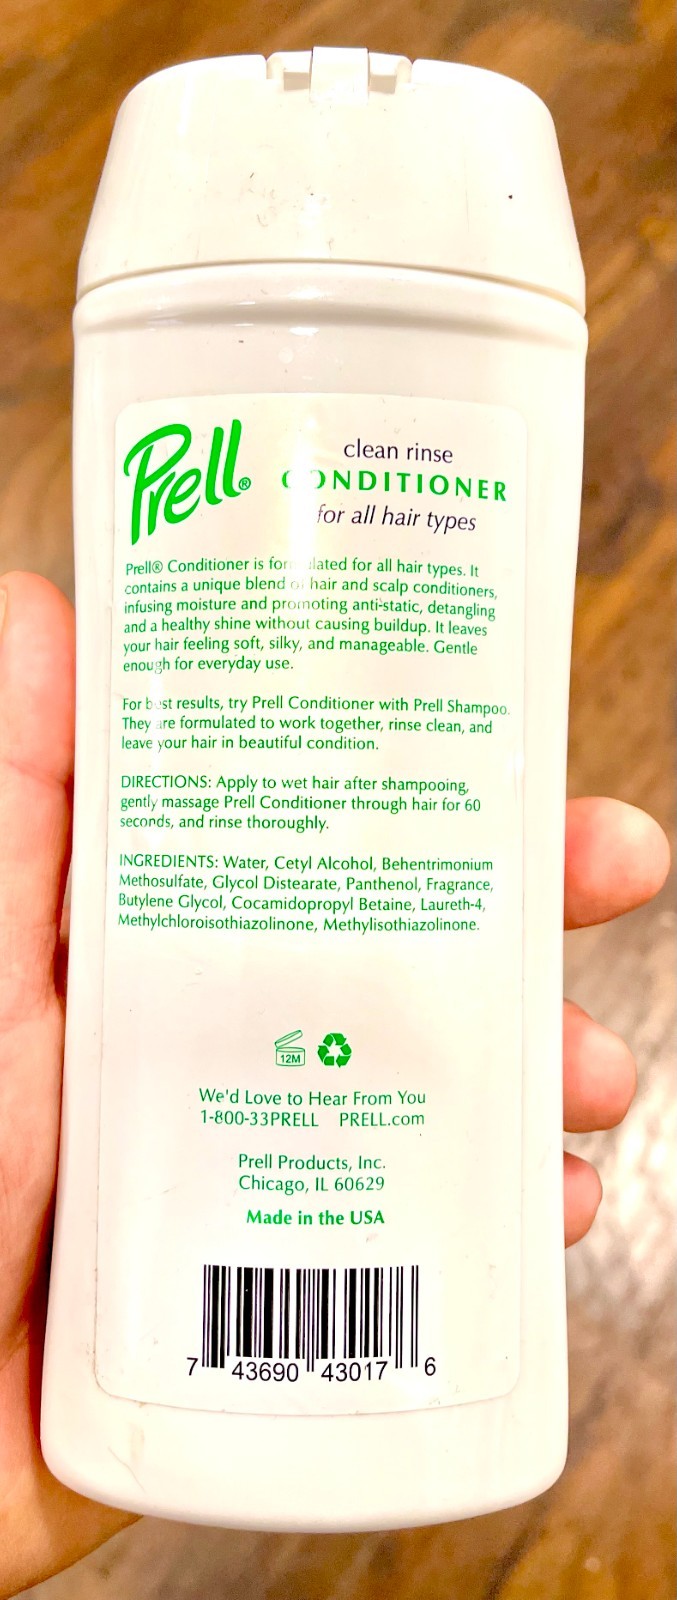 Prell®
clean rinse
CONDITIONER
for all hair types
Prell® Conditioner is formulated for all hair types. It
contains a unique blend of hair and scalp conditioners,
infusing moisture and promoting anti-static, detangling
and a healthy shine without causing buildup. It leaves
your hair feeling soft, silky, and manageable. Gentle
enough for everyday use.
For best results, try Prell Conditioner with Prell Shampoo.
They are formulated to work together, rinse clean, and
leave your hair in beautiful condition.
DIRECTIONS: Apply to wet hair after shampooing,
gently massage Prell Conditioner through hair for 60
seconds, and rinse thoroughly.
INGREDIENTS: Water, Cetyl Alcohol, Behentrimonium
Methosulfate, Glycol Distearate, Panthenol, Fragrance,
Butylene Glycol, Cocamidopropyl Betaine, Laureth-4,
Methylchloroisothiazolinone, Methylisothiazolinone.
12M
We'd Love to Hear From You
1-800-33PRELL PRELL.com
Prell Products, Inc.
Chicago, IL 60629
Made in the USA
7 43690 43017 6